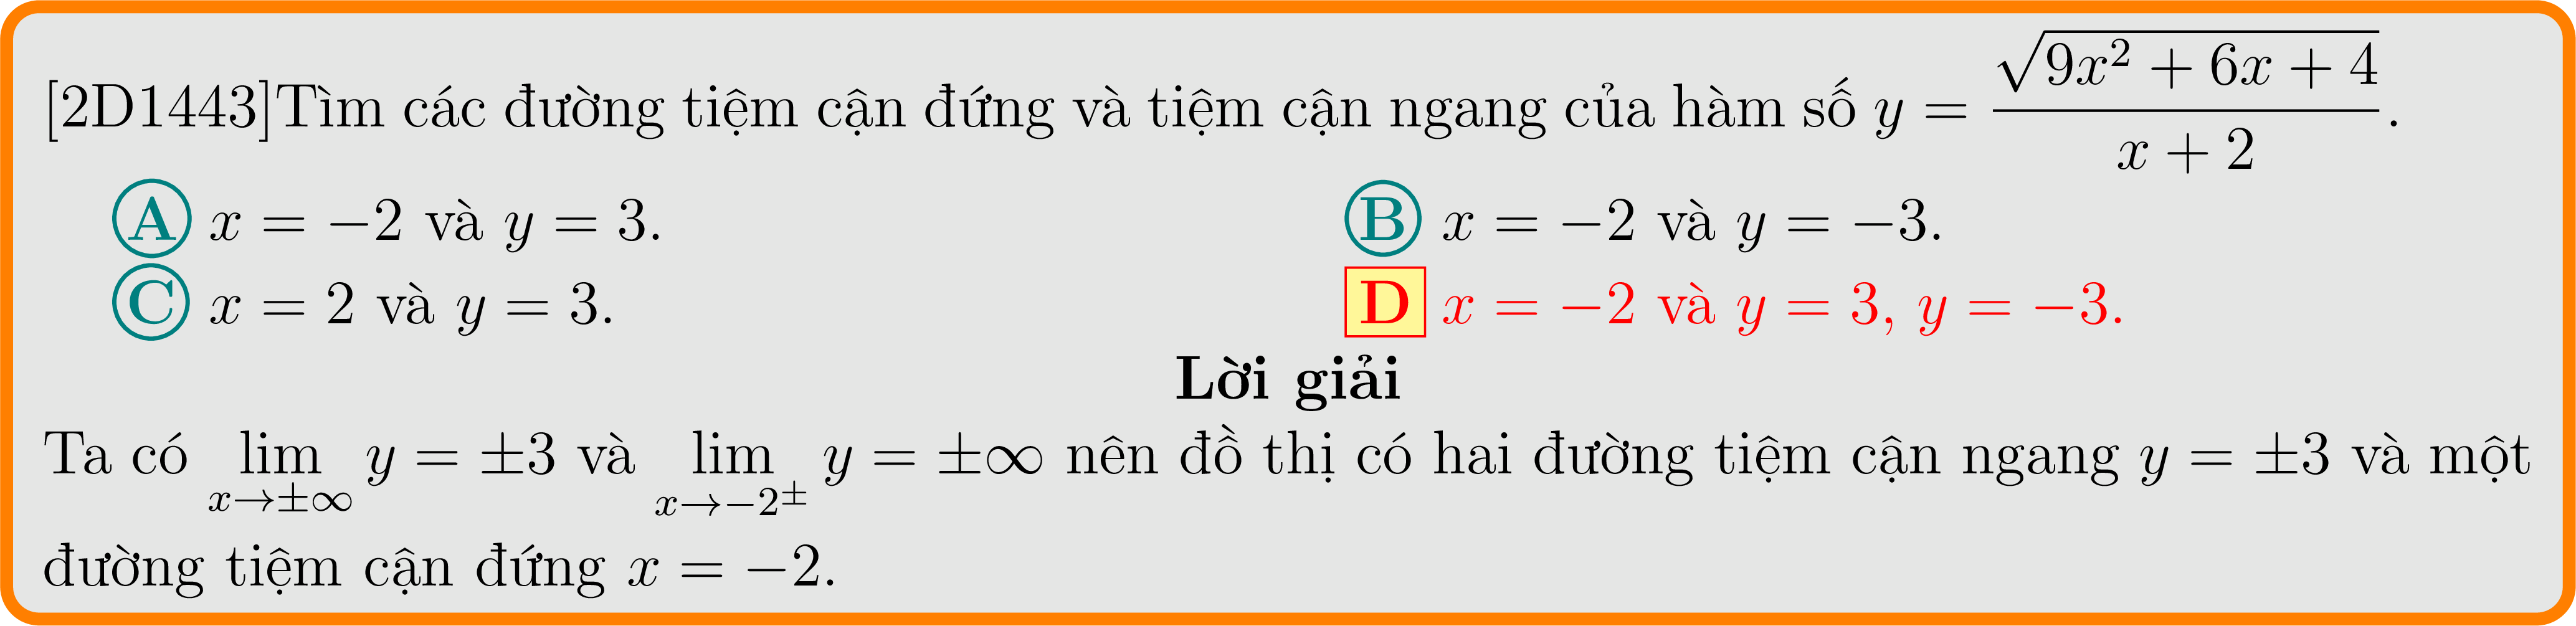 [2D1443]Tìm các đường tiệm cận đứng và tiệm cận ngang của hàm số $y = \dfrac{\sqrt{9x^2 + 6x + 4}}{x + 2}$.
A $x = -2$ và $y = 3$. B $x = -2$ và $y = -3$.
C $x = 2$ và $y = 3$. D $x = -2$ và $y = 3$, $y = -3$.
Lời giải
Ta có $\lim\limits_{x \to \pm\infty} y = \pm 3$ và $\lim\limits_{x \to -2^{\pm}} y = \pm\infty$ nên đồ thị có hai đường tiệm cận ngang $y = \pm 3$ và một
đường tiệm cận đứng $x = -2$.